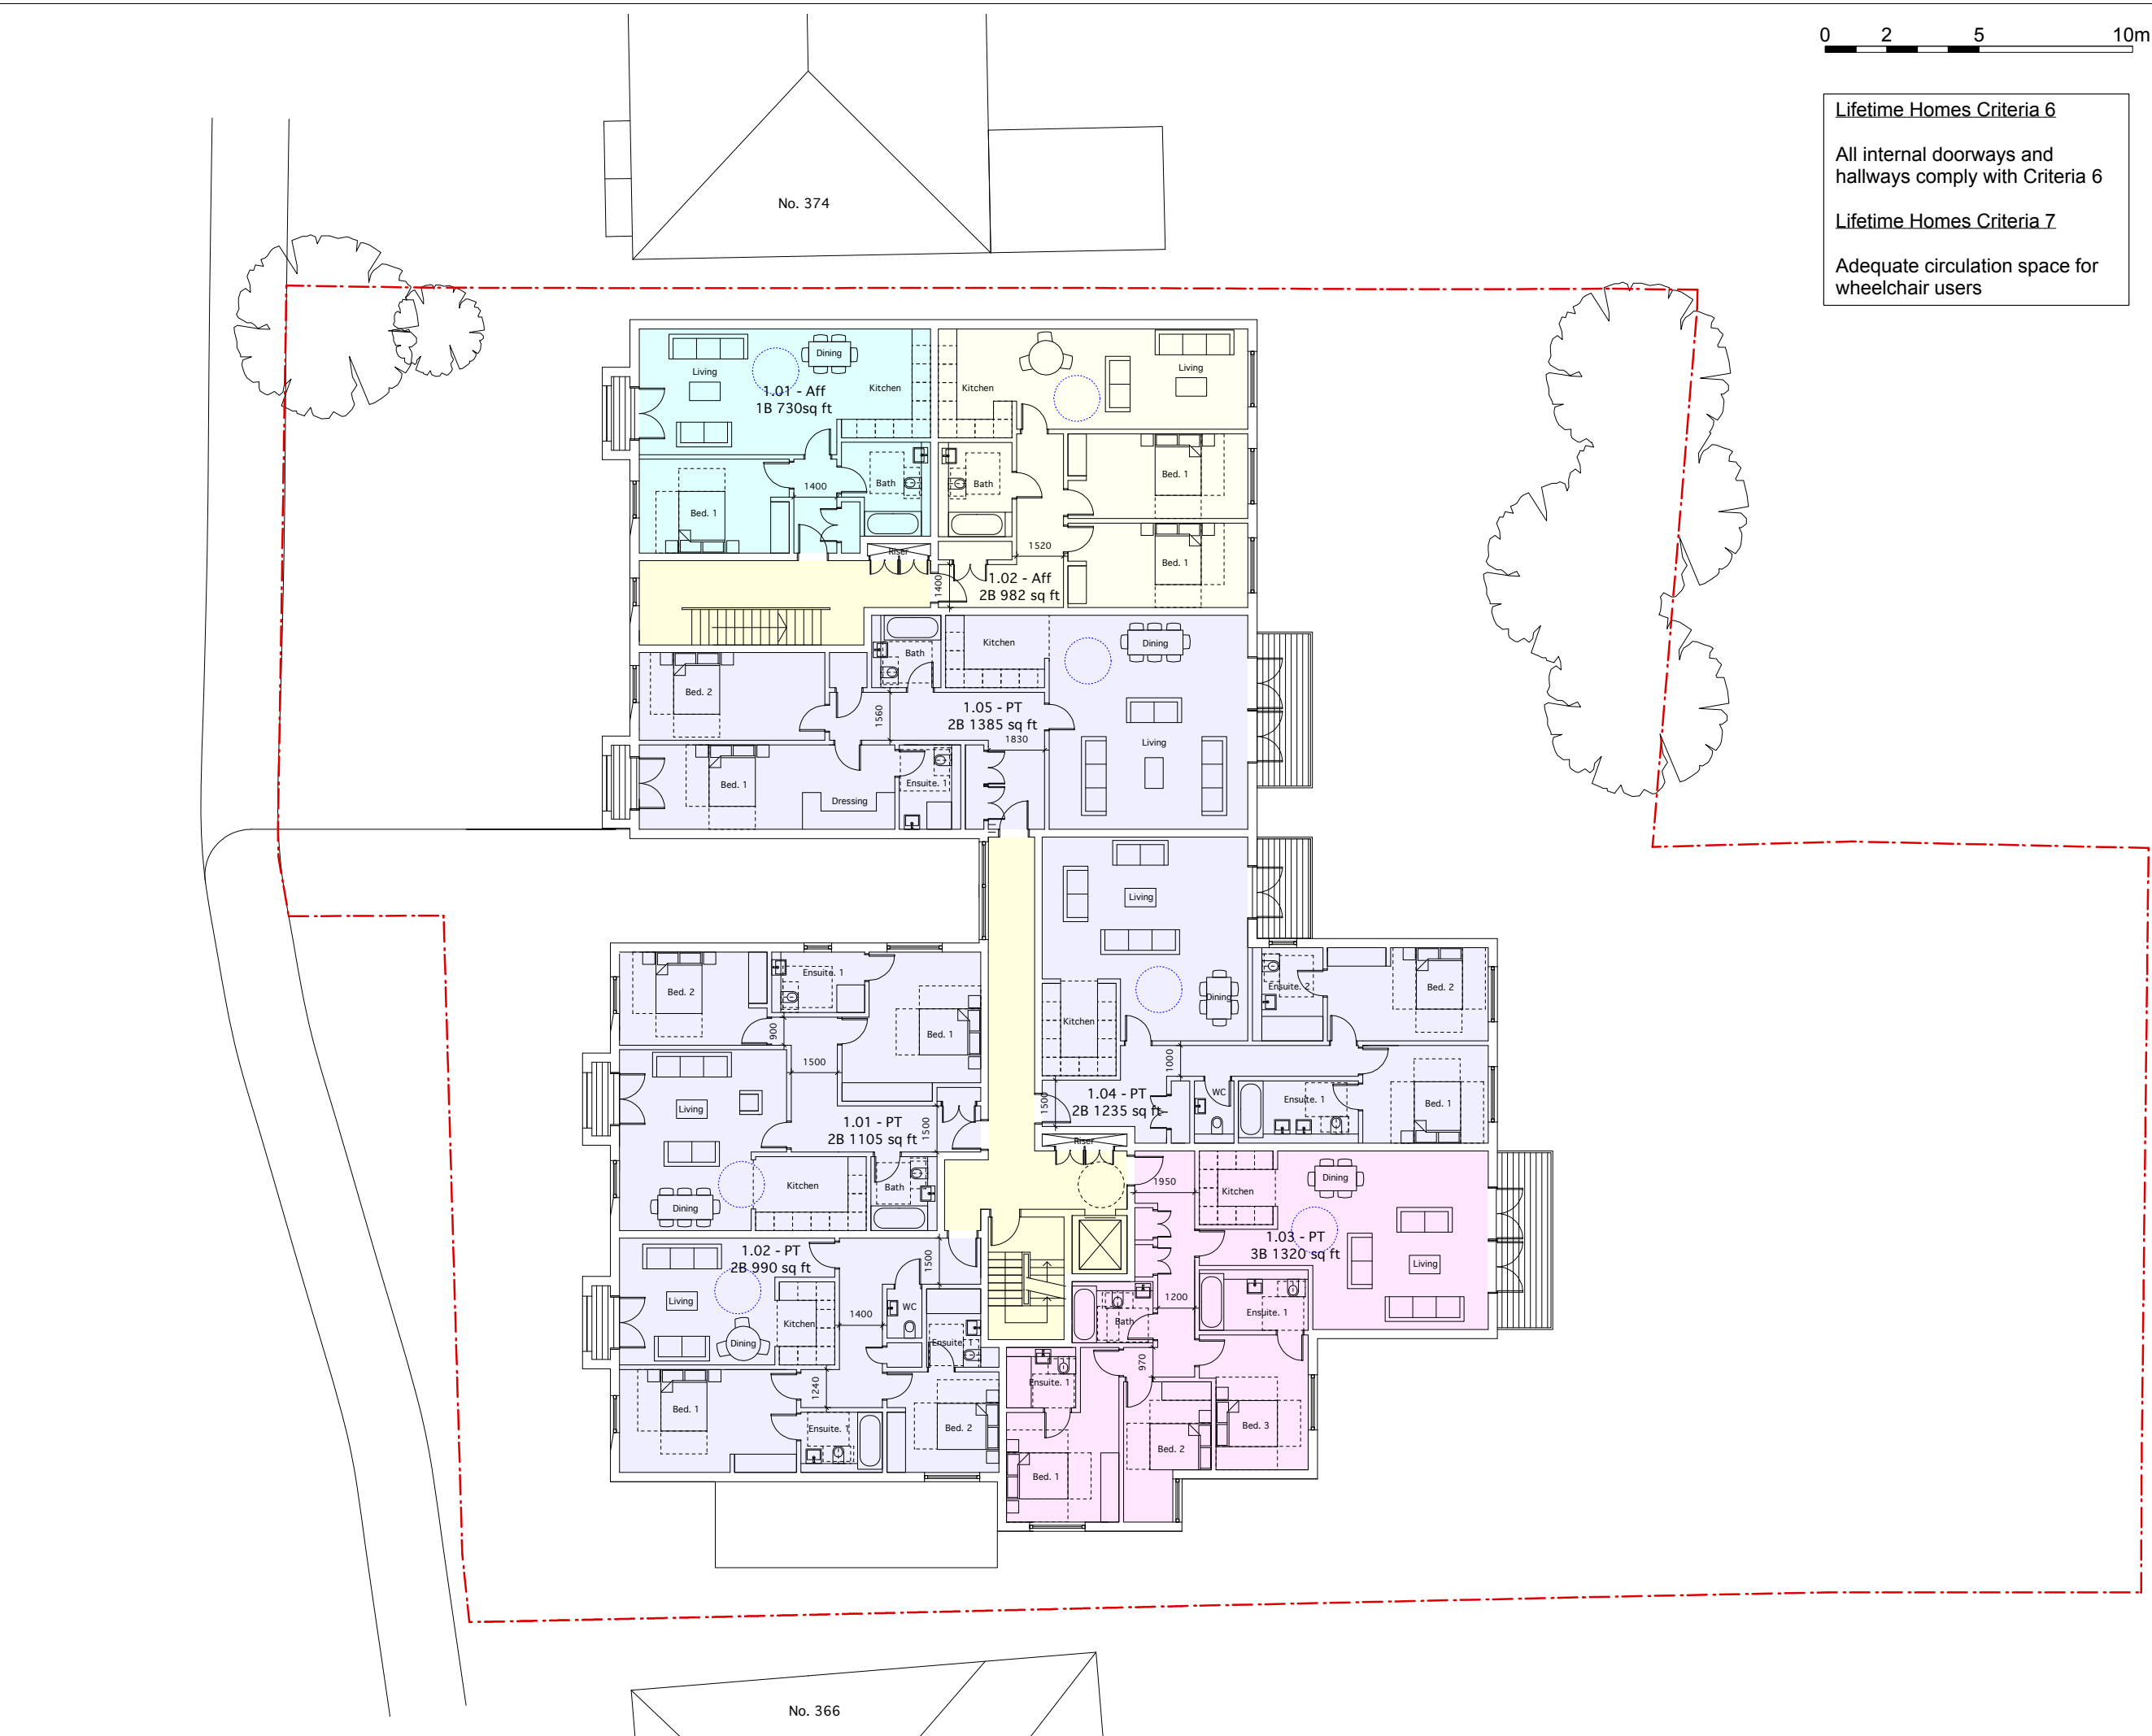 0 2 5 10m
Lifetime Homes Criteria 6
All internal doorways and
hallways comply with Criteria 6
Lifetime Homes Criteria 7
Adequate circulation space for
wheelchair users
No. 374
Dining
Living
Kitchen
1.01 - Aff
1B 730sq ft
Bath
1400
Bed. 1
Riser
Living
Kitchen
Bed. 1
Bath
1520
Bed. 1
1.02 - Aff
2B 982 sq ft
1400
Kitchen
Dining
Bath
Bed. 2
1.05 - PT
2B 1385 sq ft
1560
1830
Living
Bed. 1
Dressing
Ensuite. 1
Living
Dining
Kitchen
Ensuite. 2
Bed. 2
1000
1.04 - PT
2B 1235 sq ft
1500
WC
Ensuite. 1
Bed. 1
Riser
Bed. 2
Ensuite. 1
Bed. 1
900
1500
Living
1.01 - PT
2B 1105 sq ft
1500
Kitchen
Bath
Dining
1950
Kitchen
Dining
1.03 - PT
3B 1320 sq ft
Living
1200
Bath
Ensuite. 1
970
Ensuite. 1
Bed. 3
Bed. 2
Bed. 1
1.02 - PT
2B 990 sq ft
1500
Living
1400
WC
Kitchen
Dining
Ensuite. 1
1240
Bed. 1
Ensuite. 1
Bed. 2
No. 366